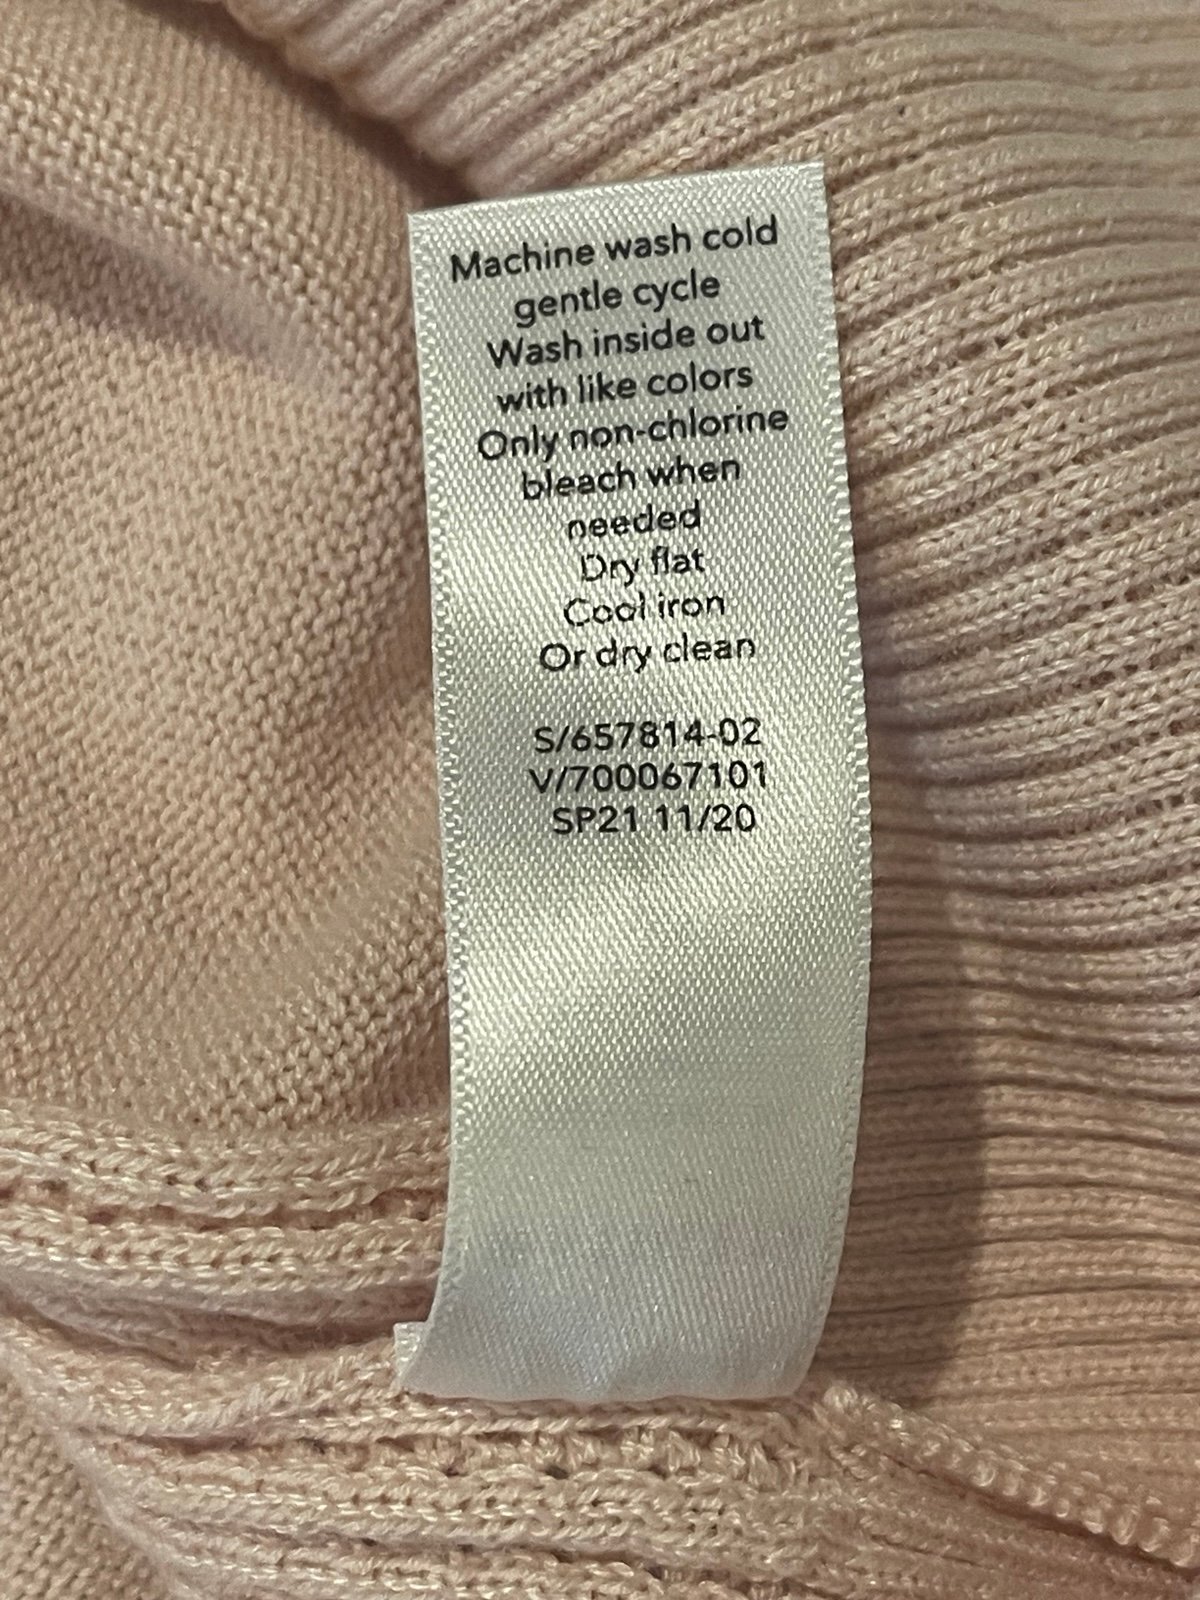 Machine wash cold
gentle cycle
Wash inside out
with like colors
Only non-chlorine
bleach when
needed
Dry flat
Cool iron
Or dry clean
S/657814-02
V/700067101
SP21 11/20